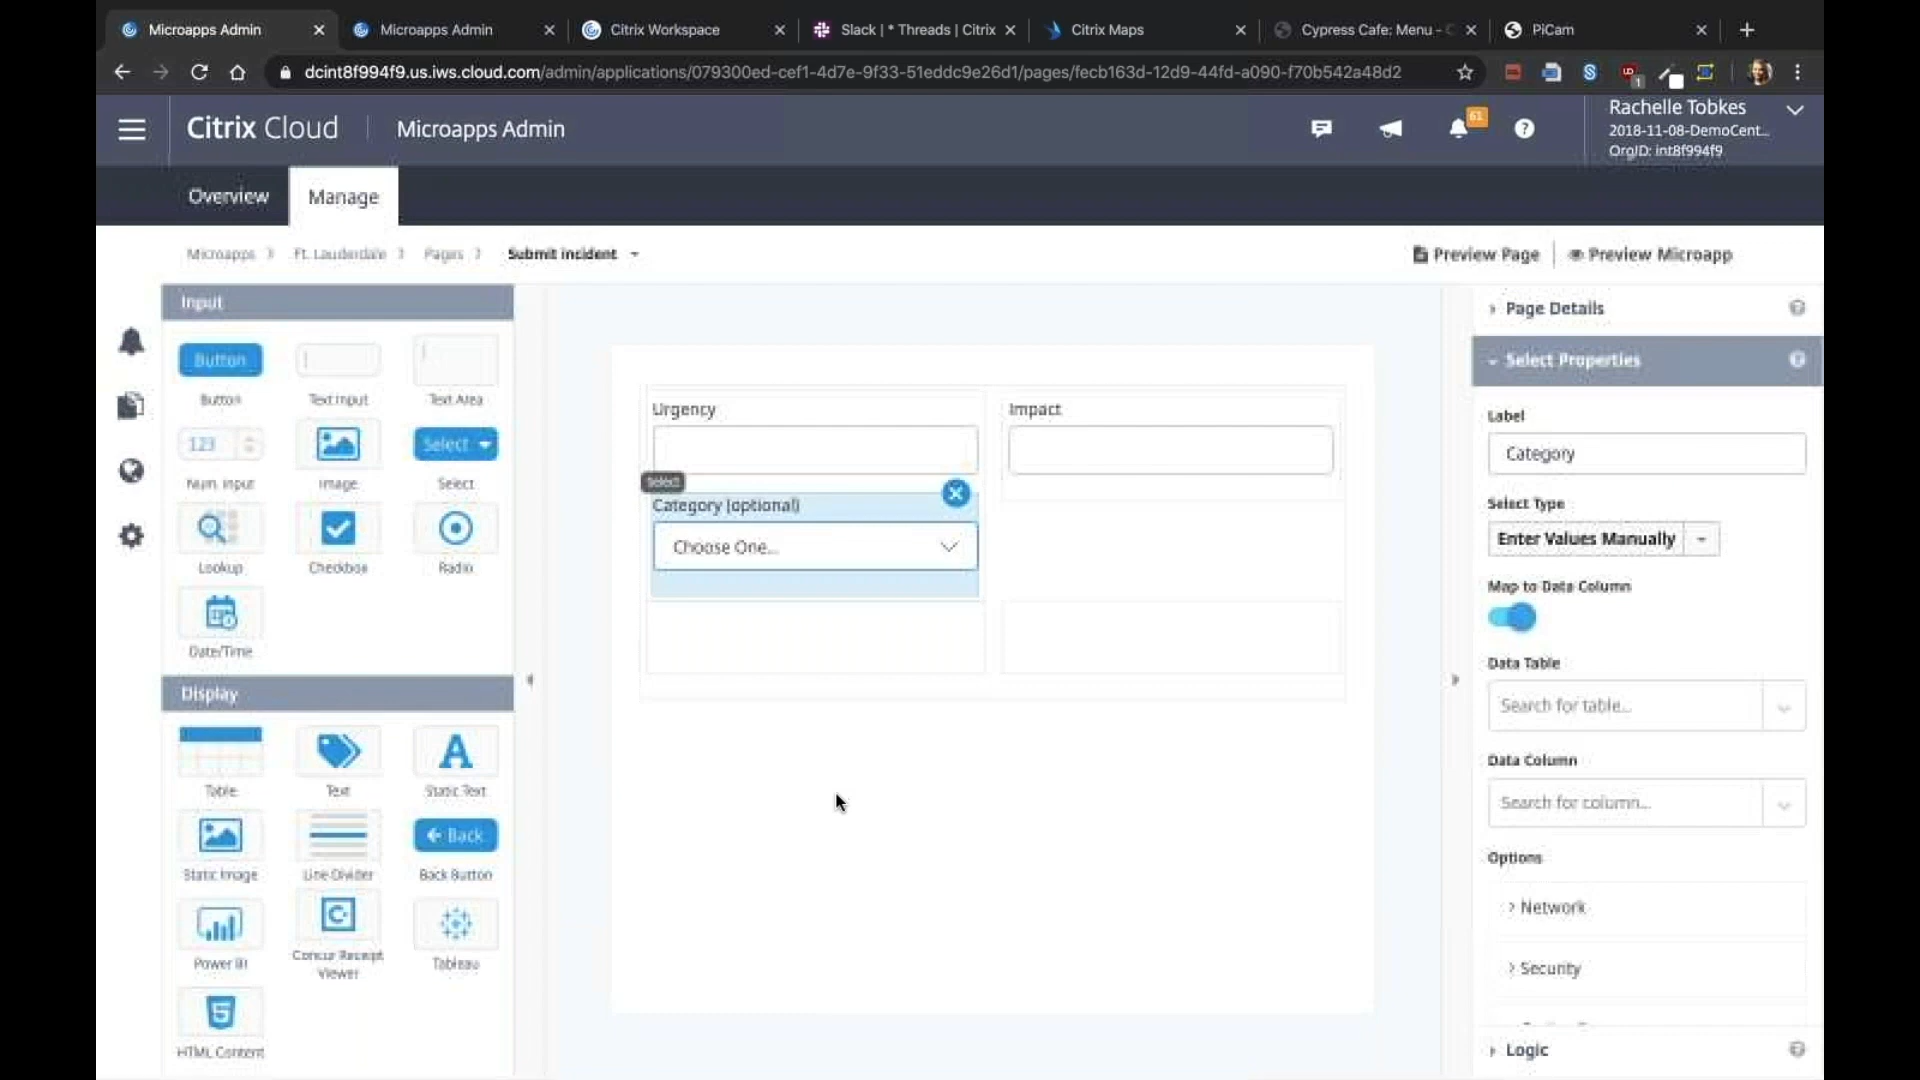 Microapps Admin
Microapps Admin
Citrix Workspace
Slack | * Threads | Citrix
Citrix Maps
Cypress Cafe: Menu - C
PiCam
dcint8f994f9.us.iws.cloud.com/admin/applications/079300ed-cef1-4d7e-9f33-51eddc9e26d1/pages/fecb163d-12d9-44fd-a090-f70b542a48d2
Citrix Cloud
Microapps Admin
61
Rachelle Tobkes
2018-11-08-DemoCent...
OrgID: int8f994f9
Overview
Manage
Microapps
Ft. Lauderdale
Pages
Submit incident
Preview Page
Preview Microapp
Input
Button
Button
Text Input
Text Area
123
Select
Num. Input
Image
Select
Lookup
Checkbox
Radio
Date/Time
Display
Table
Text
Static Text
Back
Static Image
Line Divider
Back Button
Power BI
Concur Receipt
Viewer
Tableau
HTML Content
Urgency
Impact
Select
Category (optional)
Choose One...
Page Details
Select Properties
Label
Category
Select Type
Enter Values Manually
Map to Data Column
Data Table
Search for table...
Data Column
Search for column...
Options
Network
Security
Logic